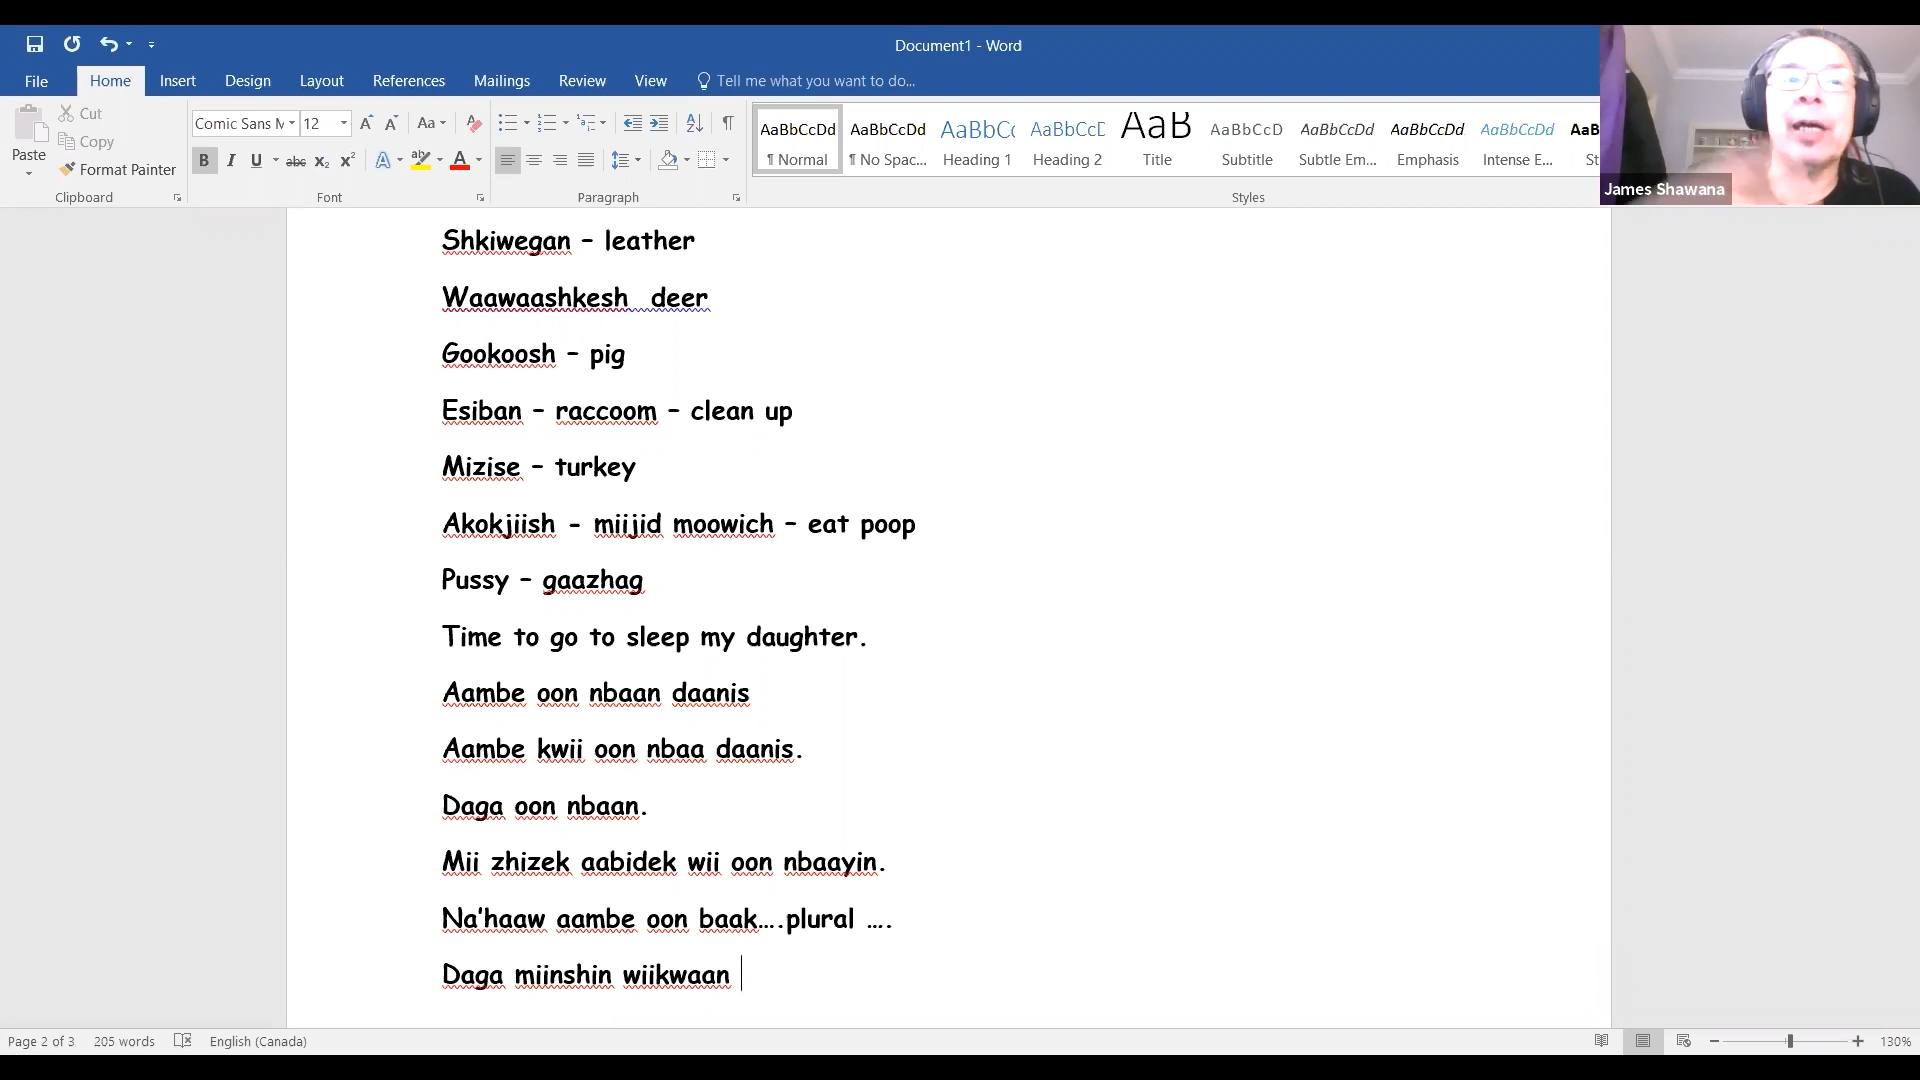 Document1 - Word
File Home Insert Design Layout References Mailings Review View Tell me what you want to do...
Paste
Cut
Copy
Format Painter
Clipboard
Comic Sans M 12
Font
Paragraph
AaBbCcDd AaBbCcDd AaBbCc AaBbCcD AaB AaBbCcD AaBbCcDd AaBbCcDd AaBbCcDd AaBb
¶ Normal ¶ No Spac... Heading 1 Heading 2 Title Subtitle Subtle Em... Emphasis Intense E... St
Styles
James Shawana
Shkiwegan – leather
Waawaashkesh deer
Gookoosh – pig
Esiban – raccoom – clean up
Mizise – turkey
Akokjiish - miijid moowich – eat poop
Pussy – gaazhag
Time to go to sleep my daughter.
Aambe oon nbaan daanis
Aambe kwii oon nbaa daanis.
Daga oon nbaan.
Mii zhizek aabidek wii oon nbaayin.
Na’haaw aambe oon baak….plural ….
Daga miinshin wiikwaan
Page 2 of 3 205 words English (Canada) 130%